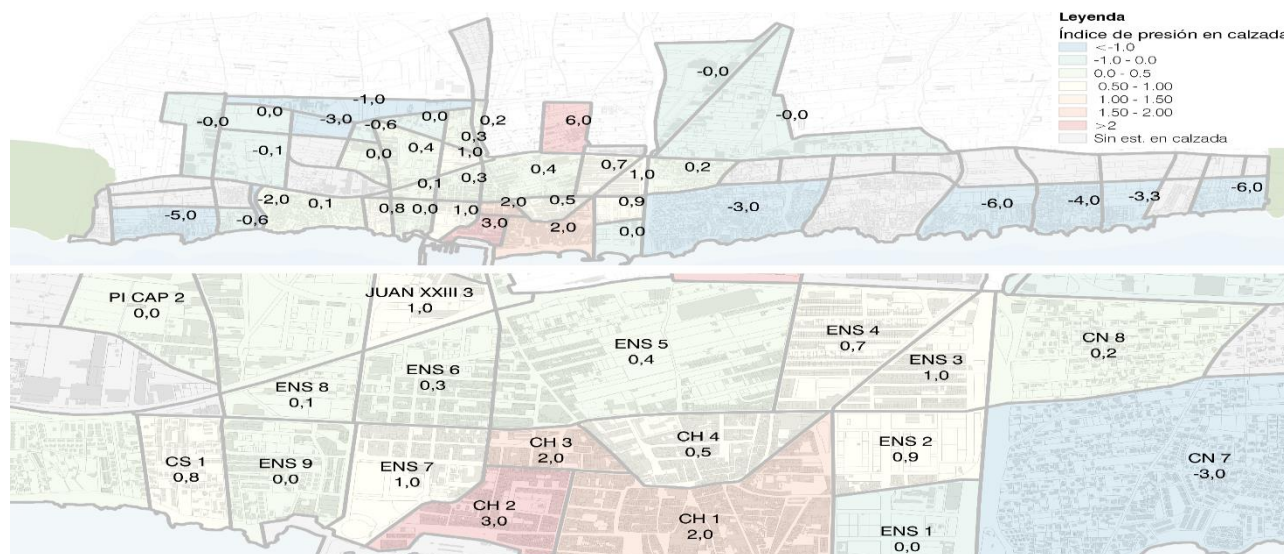 Leyenda
Índice de presión en calzada
<-1.0
-1.0 - 0.0
0.0 - 0.5
0.50 - 1.00
1.00 - 1.50
1.50 - 2.00
>2
Sin est. en calzada
-0,0
-1,0
0,0
0,2
6,0
-0,0
-0,0
-3,0
-0,6
0,0
0,3
-0,1
0,0
0,4
1,0
0,7
0,4
0,3
1,0
0,2
0,1
-2,0
0,1
2,0
0,5
0,9
-5,0
-0,6
0,8
0,0
1,0
-3,0
-6,0
-4,0
-3,3
-6,0
3,0
2,0
0,0
PI CAP 2
0,0
JUAN XXIII 3
1,0
ENS 5
0,4
ENS 4
0,7
ENS 3
1,0
CN 8
0,2
ENS 6
0,3
ENS 8
0,1
CH 3
2,0
CH 4
0,5
ENS 2
0,9
CS 1
0,8
ENS 9
0,0
ENS 7
1,0
CN 7
-3,0
CH 2
3,0
CH 1
2,0
ENS 1
0,0